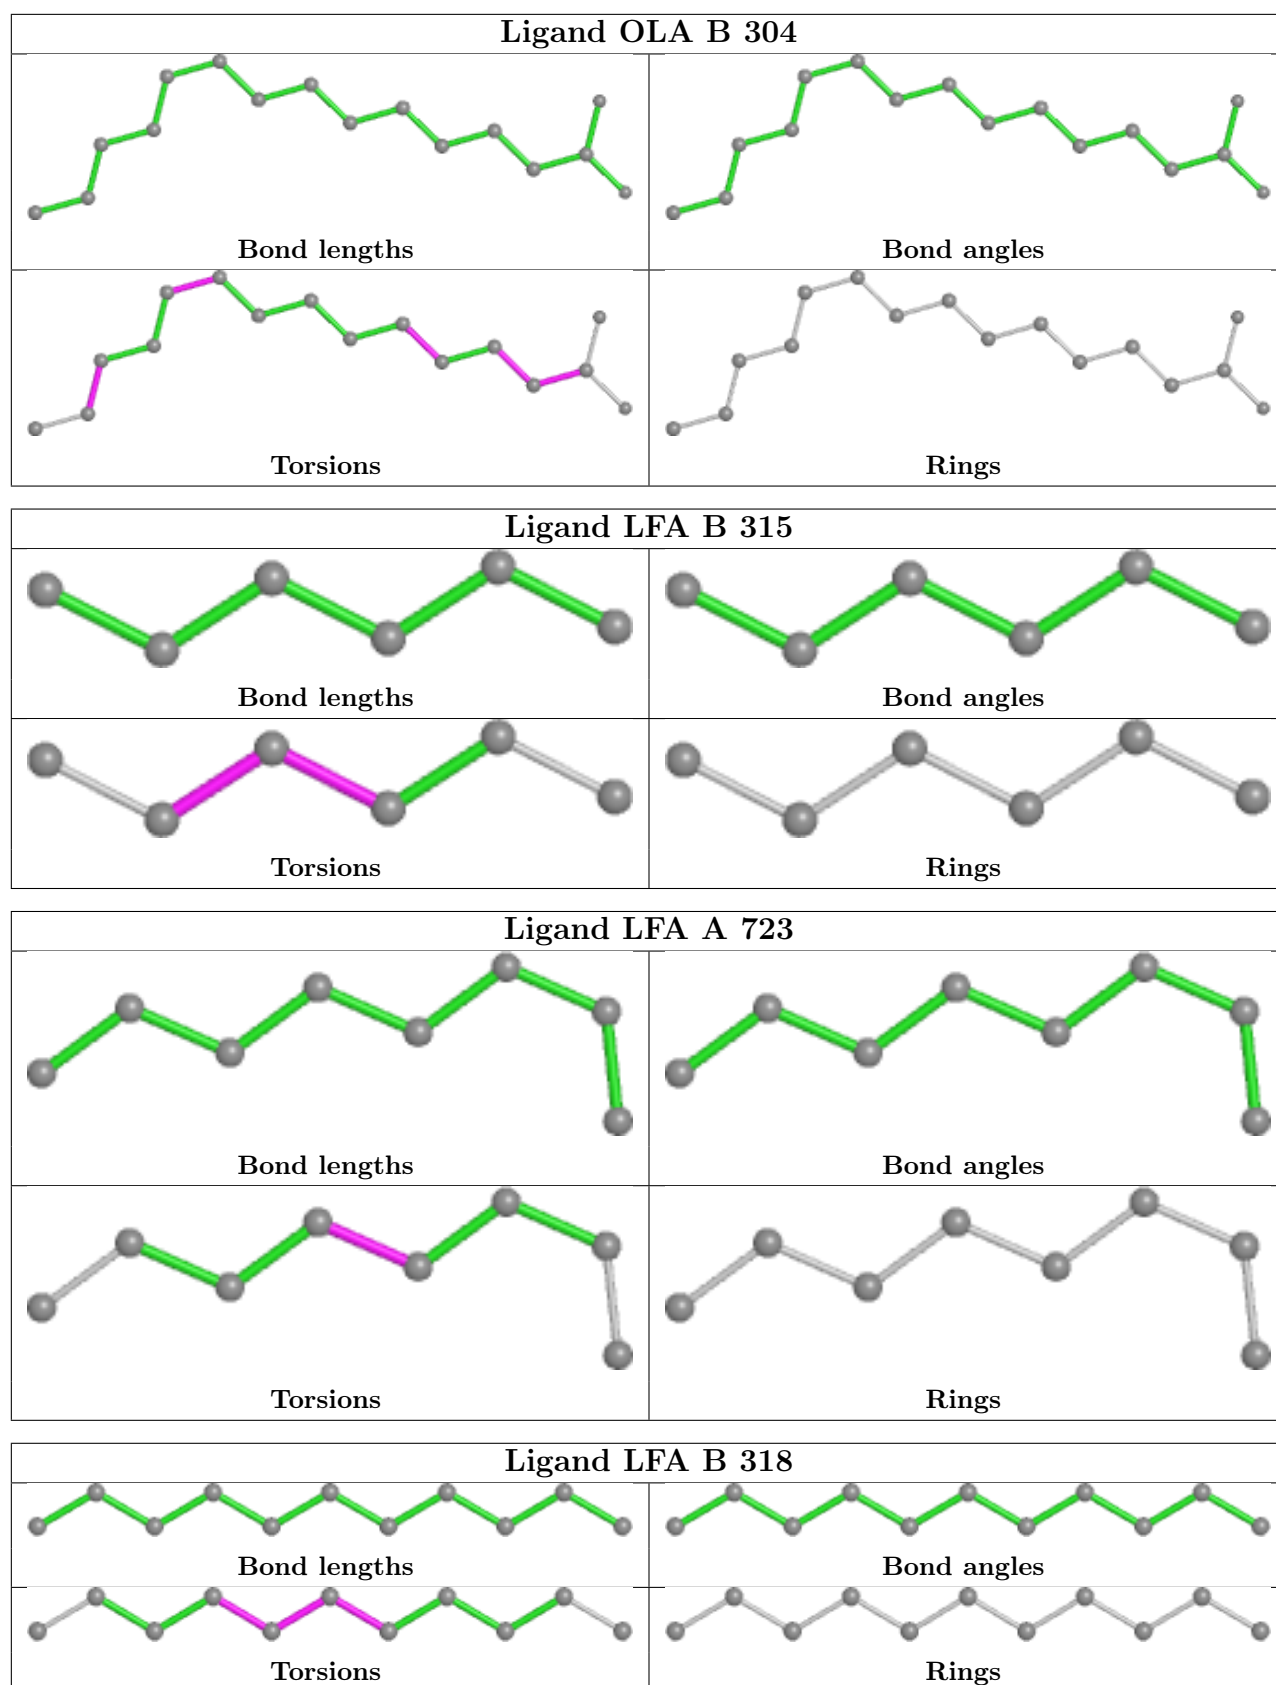 Ligand OLA B 304
Bond lengths
Bond angles
Torsions
Rings
Ligand LFA B 315
Bond lengths
Bond angles
Torsions
Rings
Ligand LFA A 723
Bond lengths
Bond angles
Torsions
Rings
Ligand LFA B 318
Bond lengths
Bond angles
Torsions
Rings